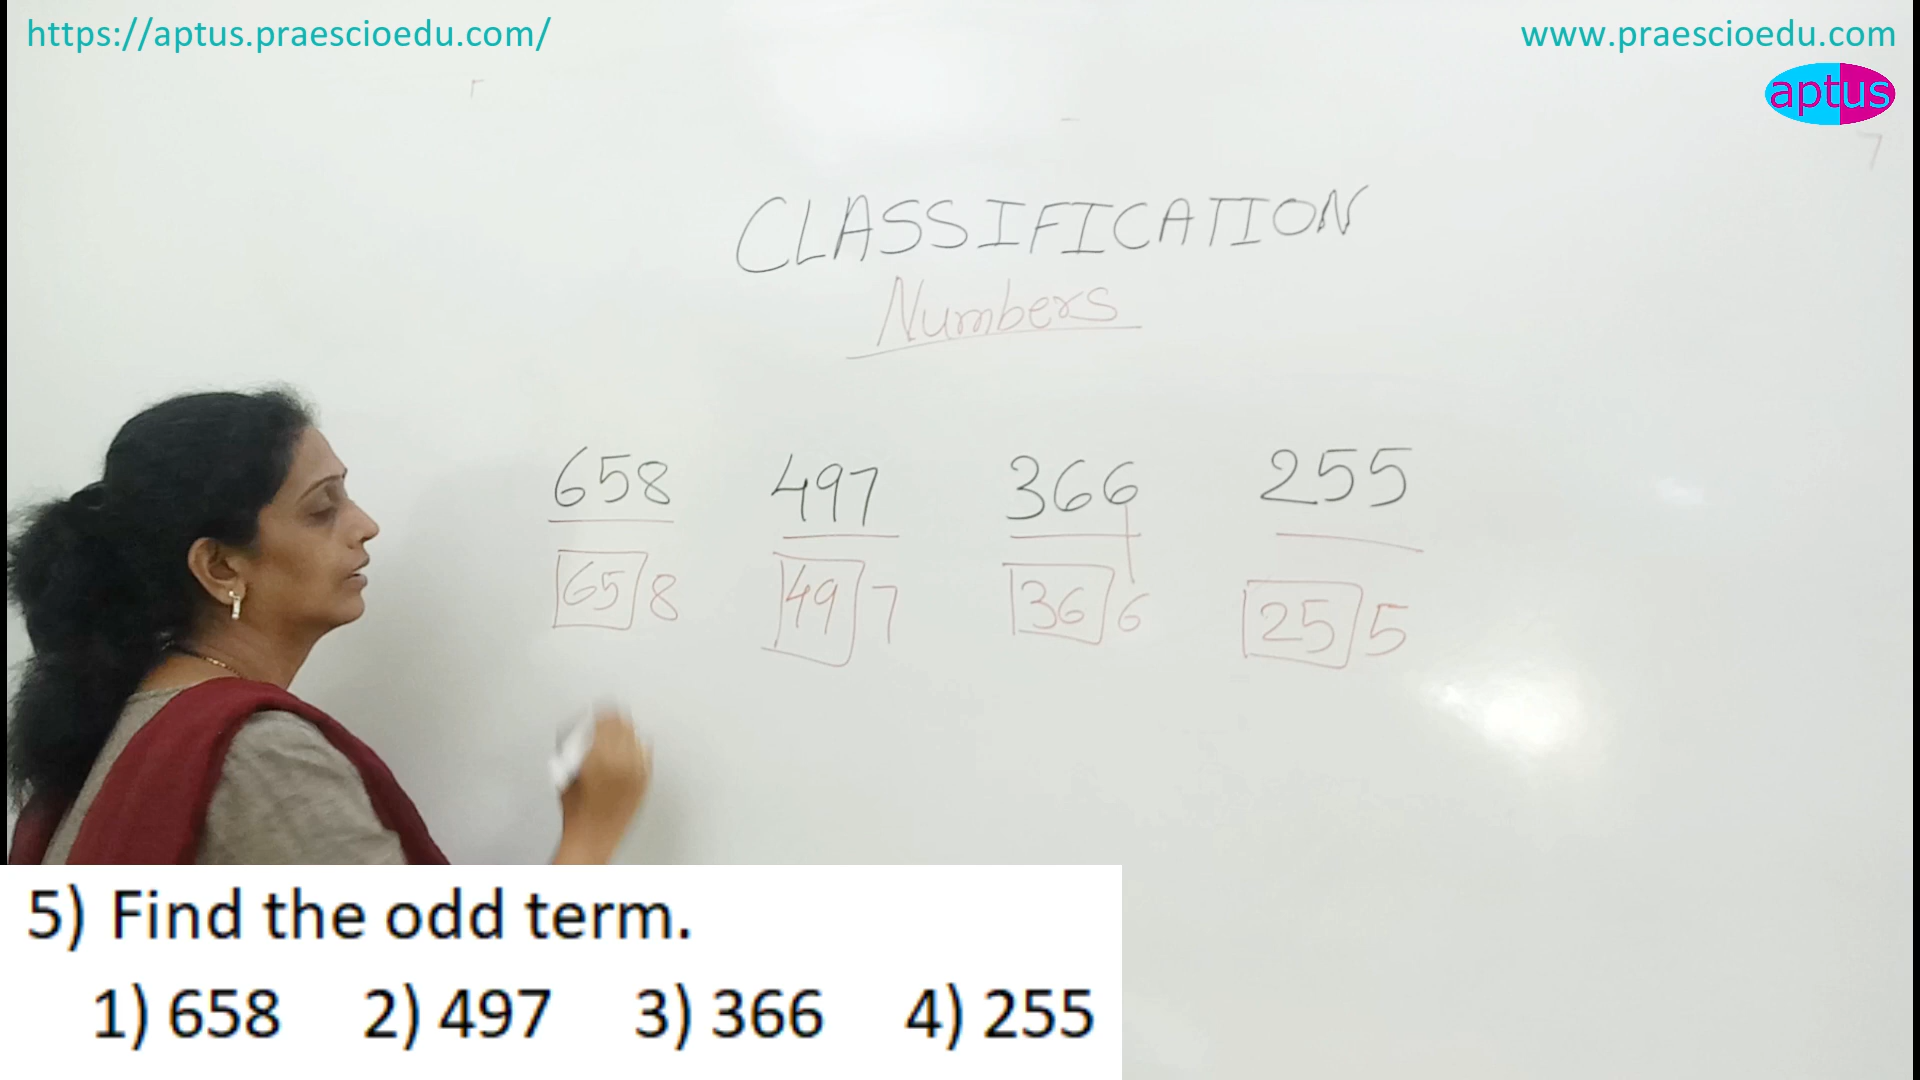 https://aptus.praescioedu.com/
www.praescioedu.com
aptus
CLASSIFICATION
Numbers
658 497 366 255
65 8 49 7 36 6 25 5
5) Find the odd term.
1) 658 2) 497 3) 366 4) 255